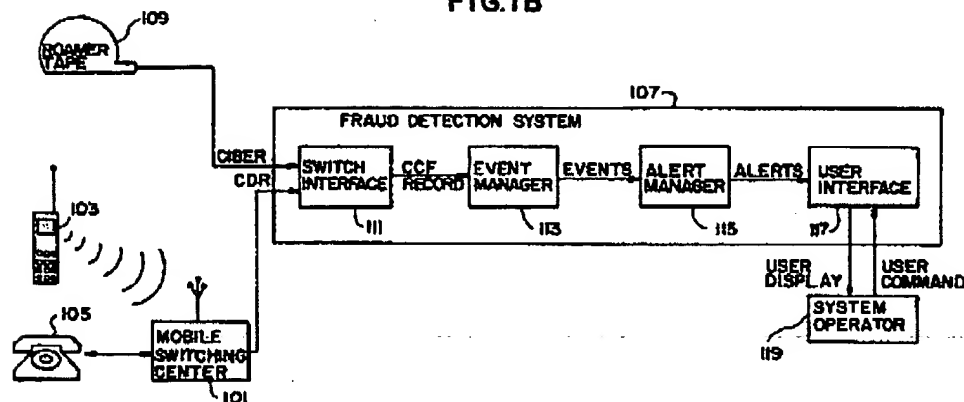 FIG.1B
109
ROAMER
TAPE
107
FRAUD DETECTION SYSTEM
CIBER
CDR
SWITCH
INTERFACE
CCF
RECORD
EVENT
MANAGER
EVENTS
ALERT
MANAGER
ALERTS
USER
INTERFACE
111
113
115
117
103
USER
DISPLAY
USER
COMMAND
105
MOBILE
SWITCHING
CENTER
101
SYSTEM
OPERATOR
119